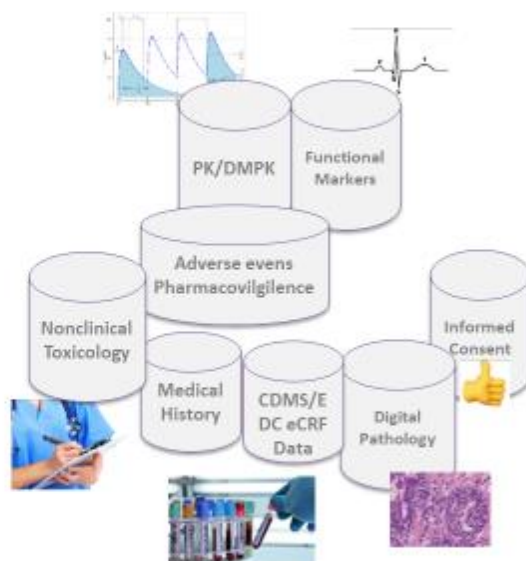 PK/DMPK
Functional
Markers
Adverse evens
Pharmacovilgilence
Nonclinical
Toxicology
Informed
Consent
Medical
History
CDMS/E
DC eCRF
Data
Digital
Pathology